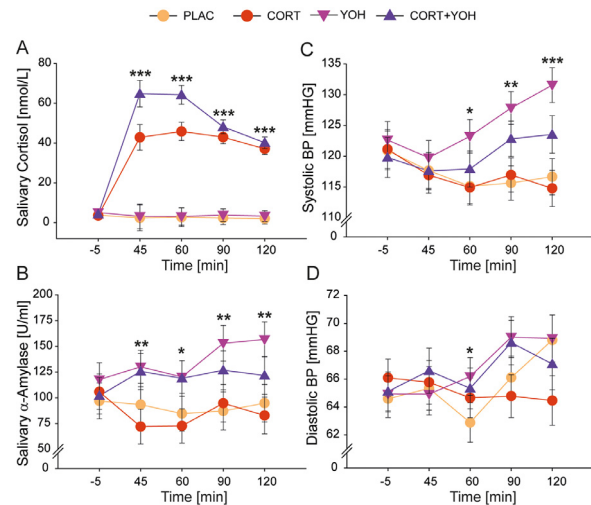 PLAC CORT YOH CORT+YOH
A
Salivary Cortisol [nmol/L]
80
60
40
20
0
*** *** *** ***
-5 45 60 90 120
Time [min]
C
Systolic BP [mmHG]
135
130
125
120
115
110
0
* ** ***
-5 45 60 90 120
Time [min]
B
Salivary α-Amylase [U/ml]
200
175
150
125
100
75
50
0
** * ** **
-5 45 60 90 120
Time [min]
D
Diastolic BP [mmHG]
72
70
68
66
64
62
0
*
-5 45 60 90 120
Time [min]